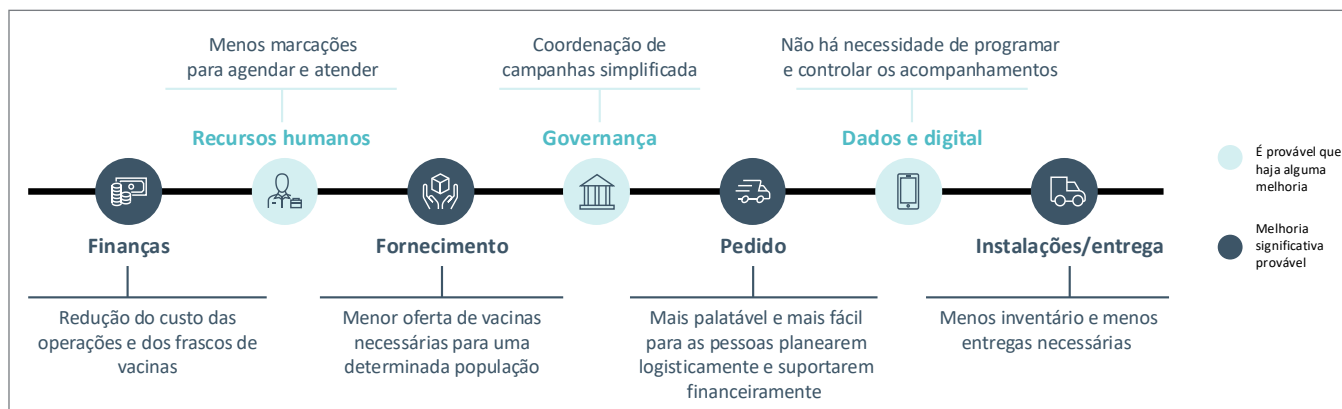 Menos marcações
para agendar e atender
Coordenação de
campanhas simplificada
Não há necessidade de programar
e controlar os acompanhamentos
Recursos humanos
Governança
Dados e digital
É provável que
haja alguma
melhoria
Finanças
Fornecimento
Pedido
Instalações/entrega
Melhoria
significativa
provável
Redução do custo das
operações e dos frascos de
vacinas
Menor oferta de vacinas
necessárias para uma
determinada população
Mais palatável e mais fácil
para as pessoas planearem
logisticamente e suportarem
financeiramente
Menos inventário e menos
entregas necessárias